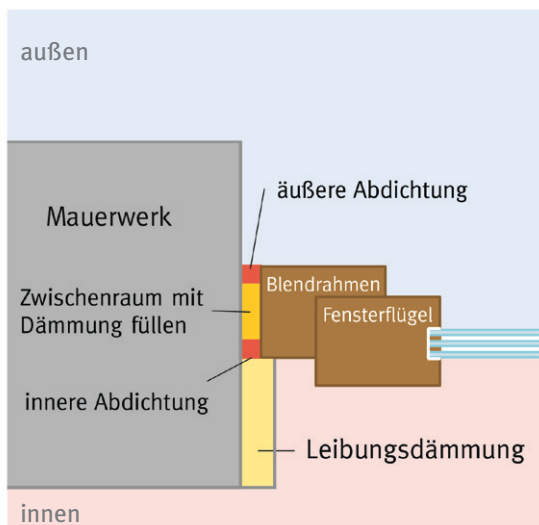 außen
äußere Abdichtung
Mauerwerk
Blendrahmen
Zwischenraum mit
Dämmung füllen
Fensterflügel
innere Abdichtung
Leibungsdämmung
innen